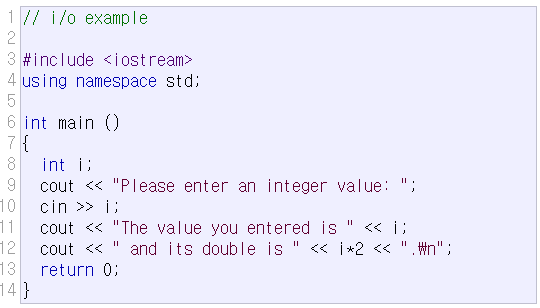 1 // i/o example
2
3 #include <iostream>
4 using namespace std;
5
6 int main ()
7 {
8   int i;
9   cout << "Please enter an integer value: ";
10   cin >> i;
11   cout << "The value you entered is " << i;
12   cout << " and its double is " << i*2 << ".₩n";
13   return 0;
14 }